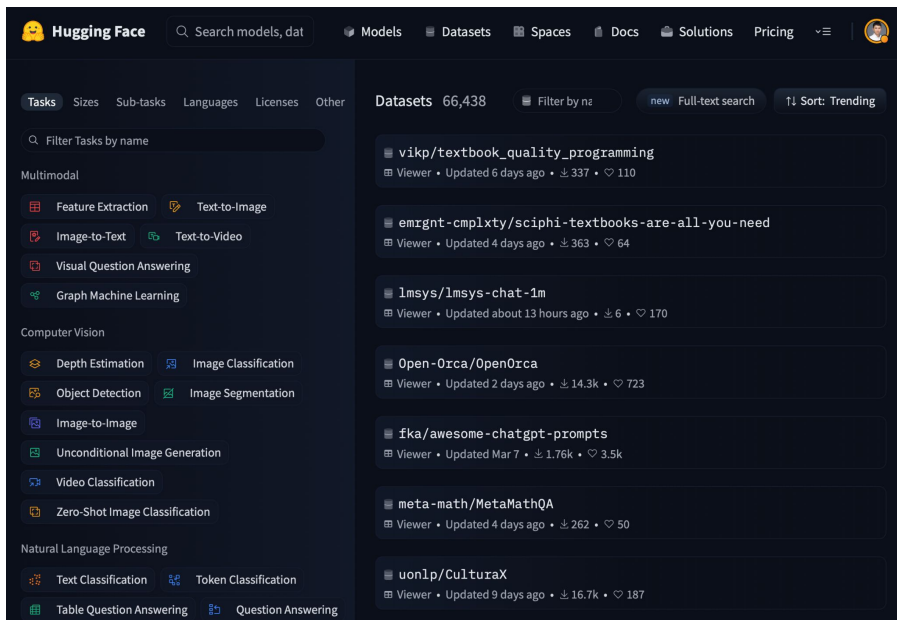 Hugging Face
Search models, dat
Models
Datasets
Spaces
Docs
Solutions
Pricing
Tasks
Sizes
Sub-tasks
Languages
Licenses
Other
Filter Tasks by name
Multimodal
Feature Extraction
Text-to-Image
Image-to-Text
Text-to-Video
Visual Question Answering
Graph Machine Learning
Computer Vision
Depth Estimation
Image Classification
Object Detection
Image Segmentation
Image-to-Image
Unconditional Image Generation
Video Classification
Zero-Shot Image Classification
Natural Language Processing
Text Classification
Token Classification
Table Question Answering
Question Answering
Datasets 66,438
Filter by na
new Full-text search
↑↓ Sort: Trending
vikp/textbook_quality_programming
Viewer • Updated 6 days ago • 337 • 110
emrgnt-cmplxty/sciphi-textbooks-are-all-you-need
Viewer • Updated 4 days ago • 363 • 64
lmsys/lmsys-chat-1m
Viewer • Updated about 13 hours ago • 6 • 170
Open-Orca/OpenOrca
Viewer • Updated 2 days ago • 14.3k • 723
fka/awesome-chatgpt-prompts
Viewer • Updated Mar 7 • 1.76k • 3.5k
meta-math/MetaMathQA
Viewer • Updated 4 days ago • 262 • 50
uonlp/CulturaX
Viewer • Updated 9 days ago • 16.7k • 187